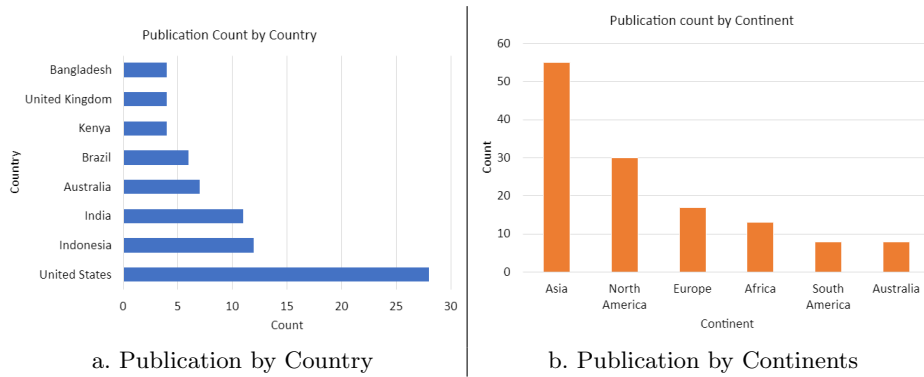 Publication Count by Country
Country
Bangladesh
United Kingdom
Kenya
Brazil
Australia
India
Indonesia
United States
0 5 10 15 20 25 30
Count
a. Publication by Country
Publication count by Continent
Count
60
50
40
30
20
10
0
Asia North America Europe Africa South America Australia
Continent
b. Publication by Continents